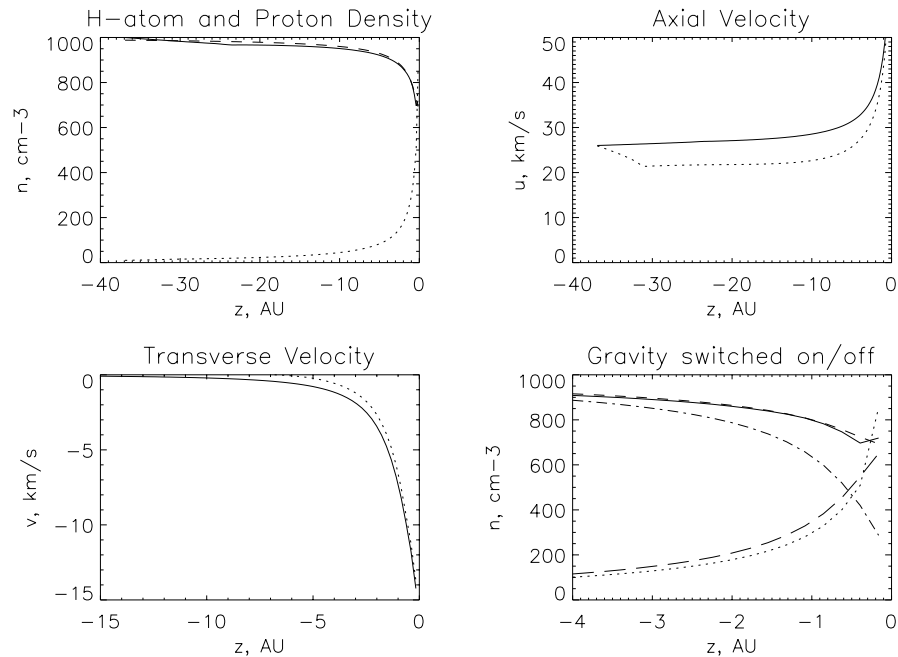 H-atom and Proton Density
1000
800
600
400
200
0
n, cm-3
-40 -30 -20 -10 0
z, AU
Axial Velocity
50
40
30
20
10
0
u, km/s
-40 -30 -20 -10 0
z, AU
Transverse Velocity
0
-5
-10
-15
v, km/s
-15 -10 -5 0
z, AU
Gravity switched on/off
1000
800
600
400
200
0
n, cm-3
-4 -3 -2 -1 0
z, AU